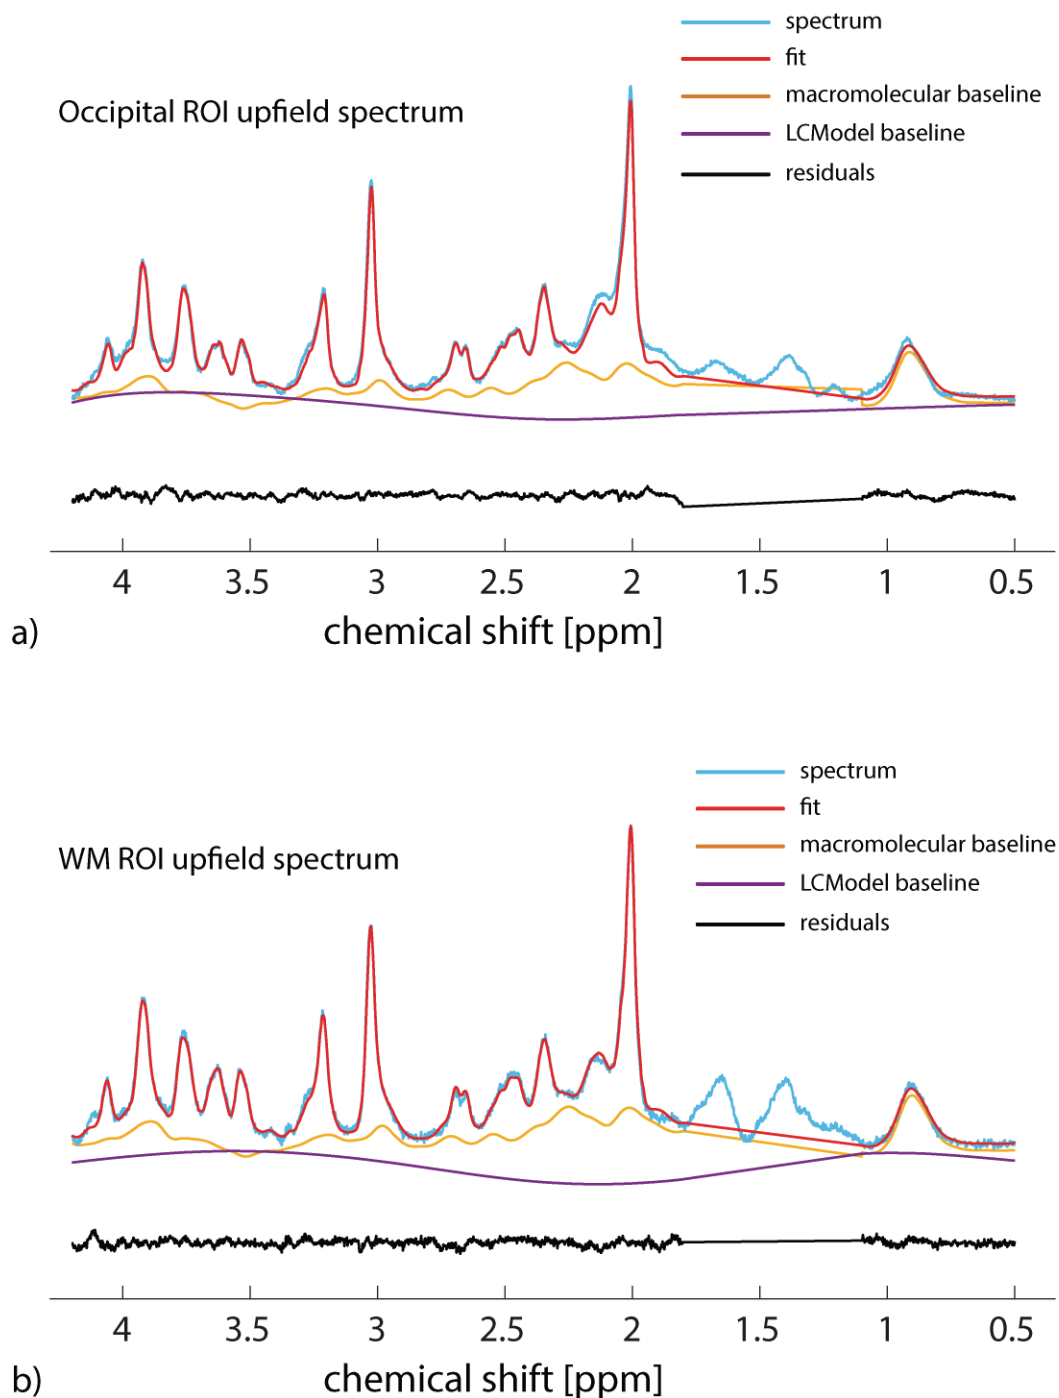 spectrum
fit
macromolecular baseline
LCModel baseline
residuals
Occipital ROI upfield spectrum
4 3.5 3 2.5 2 1.5 1 0.5
chemical shift [ppm]
a)
spectrum
fit
macromolecular baseline
LCModel baseline
residuals
WM ROI upfield spectrum
4 3.5 3 2.5 2 1.5 1 0.5
chemical shift [ppm]
b)